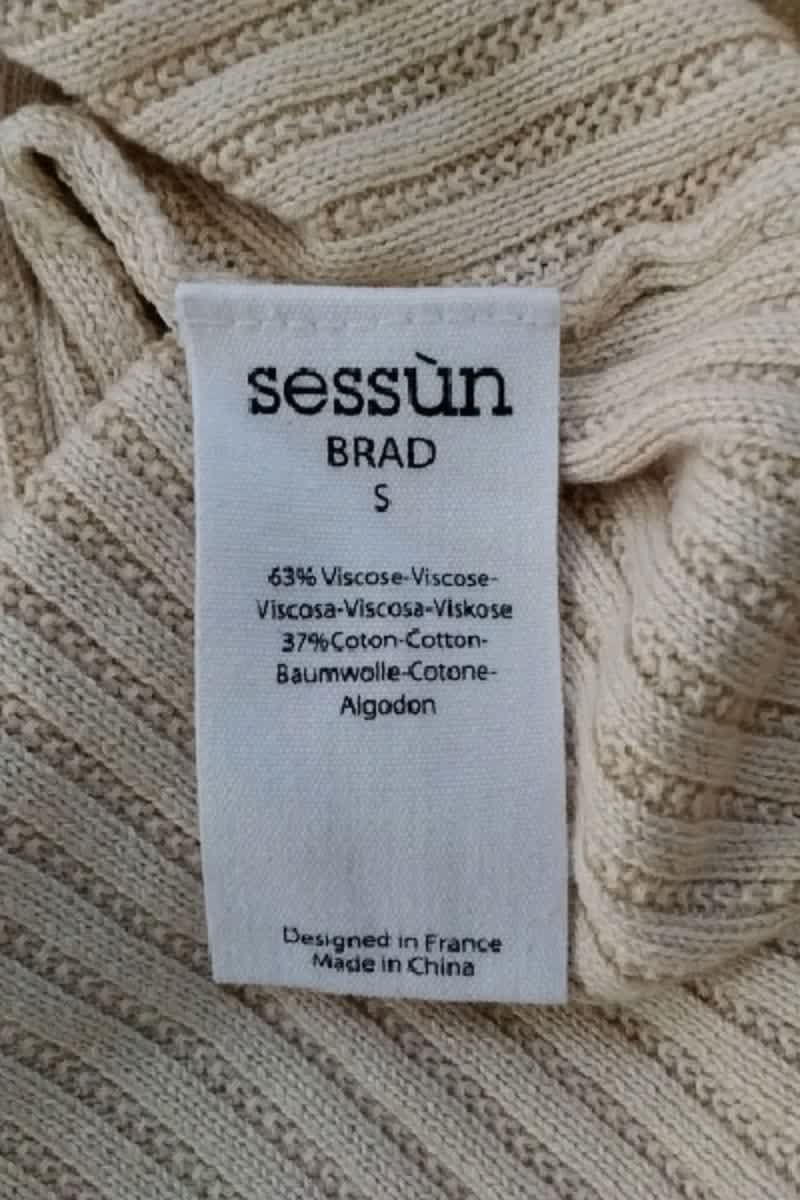 sessùn
BRAD
S
63% Viscose-Viscose-
Viscosa-Viscosa-Viskose
37%Coton-Cotton-
Baumwolle-Cotone-
Algodon
Designed in France
Made in China